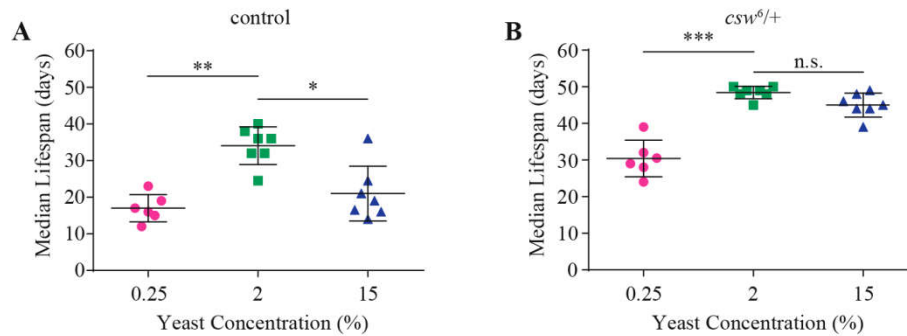 A
control
Median Lifespan (days)
60
50
40
30
20
10
0
**
*
0.25
2
15
Yeast Concentration (%)
B
csw⁶/+
Median Lifespan (days)
60
50
40
30
20
10
0
***
n.s.
0.25
2
15
Yeast Concentration (%)